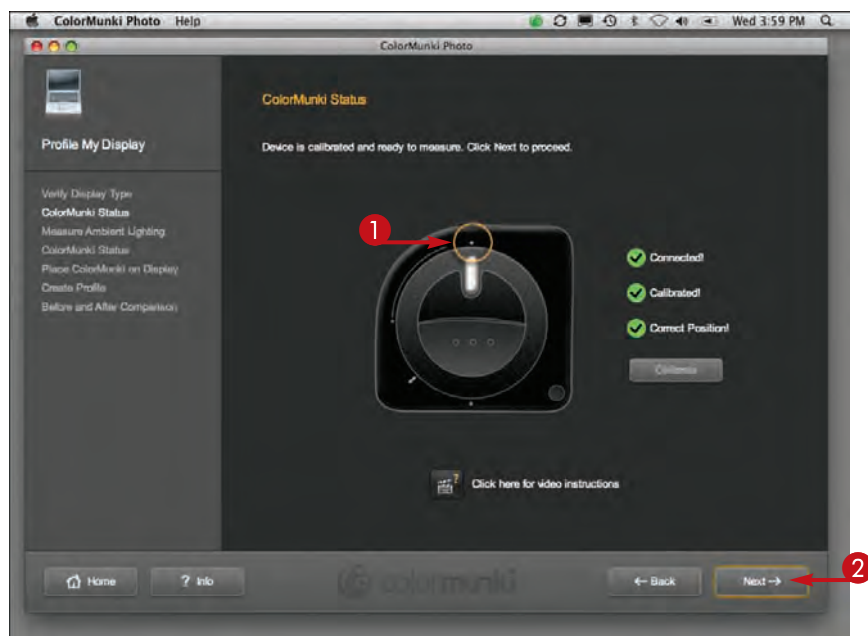 ColorMunki Photo Help Wed 3:59 PM
ColorMunki Photo
ColorMunki Status
Profile My Display
Device is calibrated and ready to measure. Click Next to proceed.
Verify Display Type
ColorMunki Status
Measure Ambient Lighting
ColorMunki Status
Place ColorMunki on Display
Create Profile
Before and After Comparison
1
Connected!
Calibrated!
Correct Position!
Calibrate
? Click here for video instructions
Home ? Info colormunki ← Back Next → 2